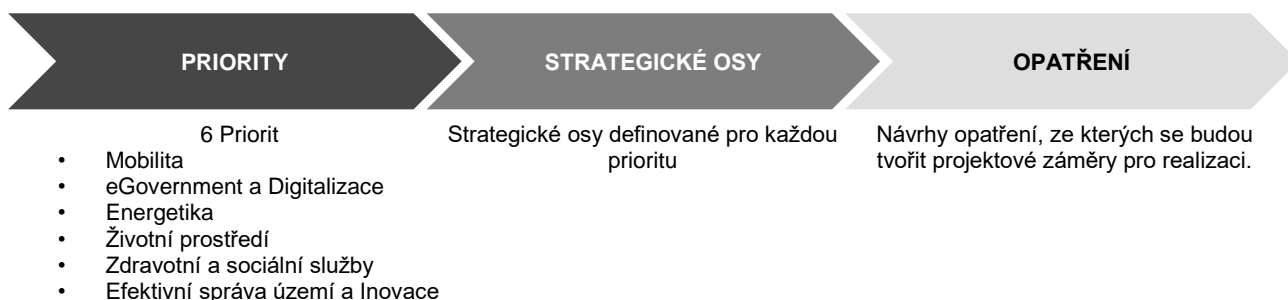 PRIORITY
STRATEGICKÉ OSY
OPATŘENÍ
6 Priorit
• Mobilita
• eGovernment a Digitalizace
• Energetika
• Životní prostředí
• Zdravotní a sociální služby
• Efektivní správa území a Inovace
Strategické osy definované pro každou
prioritu
Návrhy opatření, ze kterých se budou
tvořit projektové záměry pro realizaci.